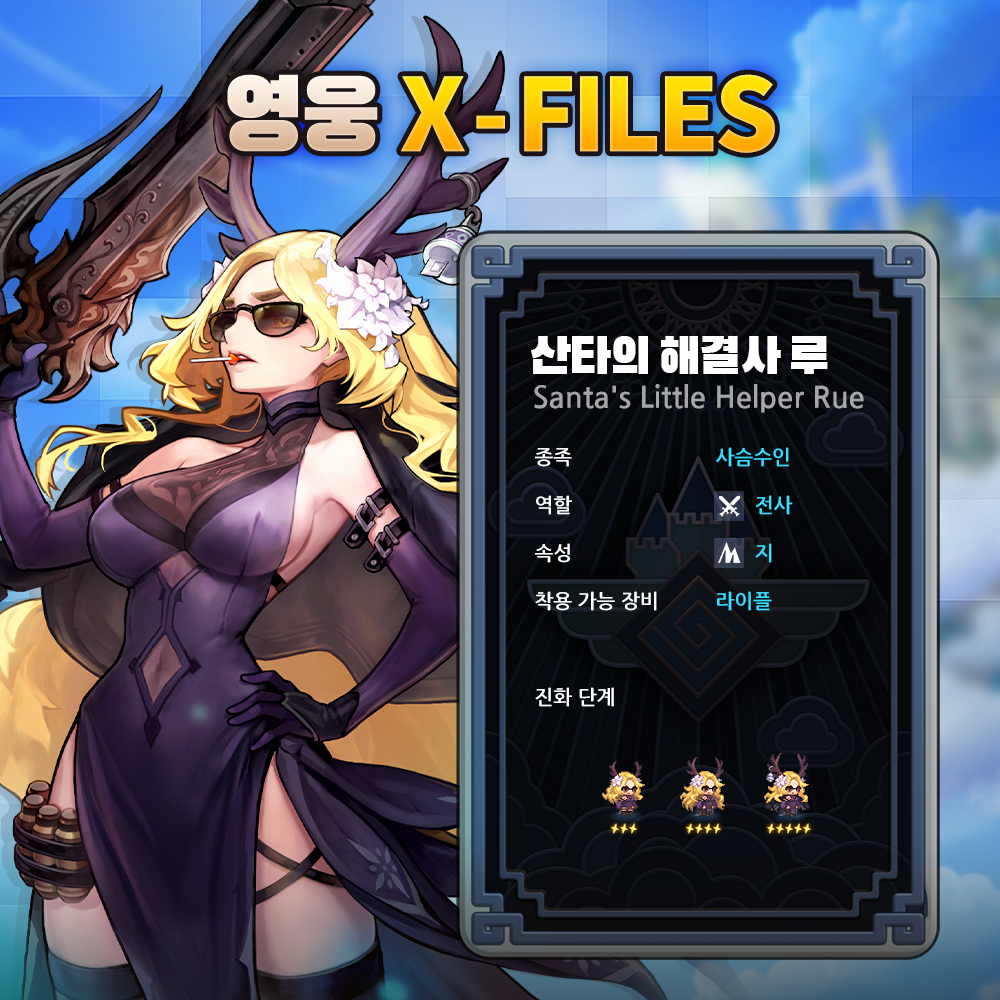 영웅 X-FILES
산타의 해결사 루
Santa's Little Helper Rue
종족 사슴수인
역할 전사
속성 지
착용 가능 장비 라이플
진화 단계